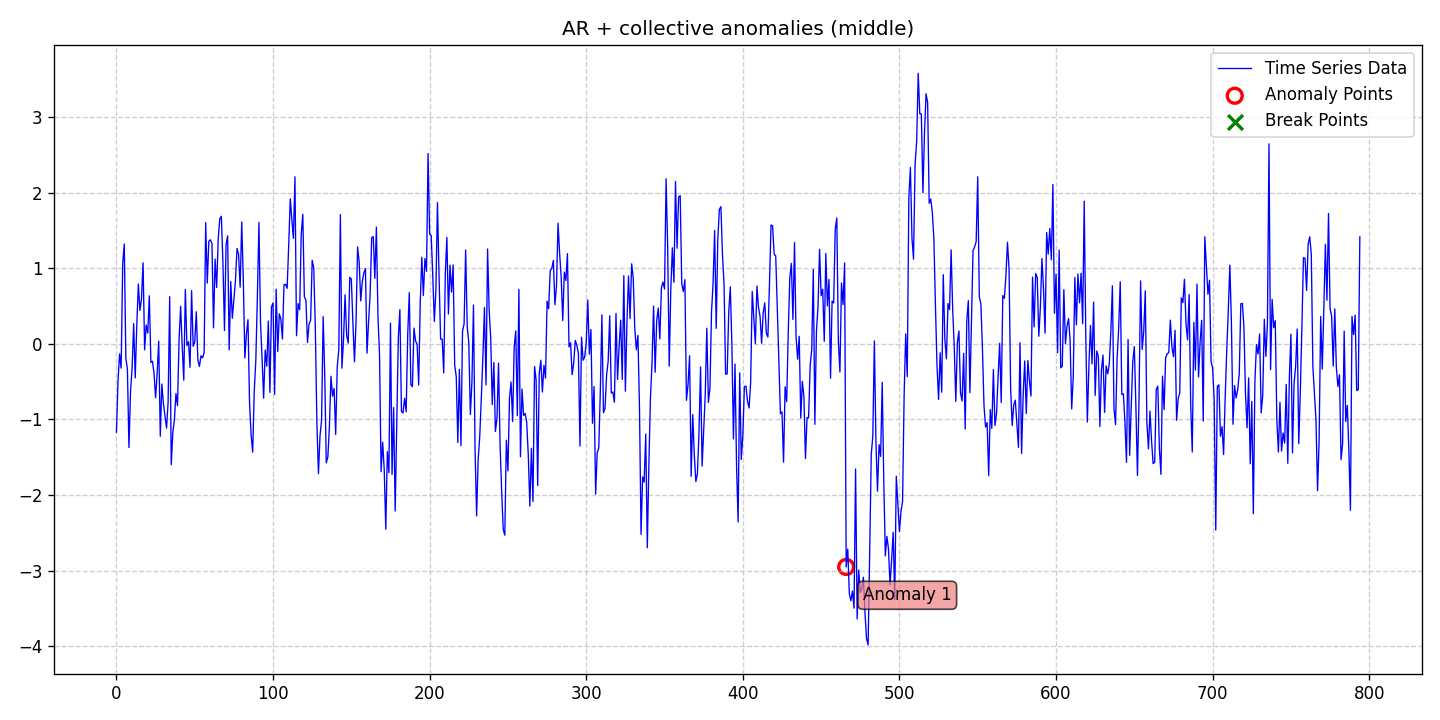 AR + collective anomalies (middle)
Time Series Data
Anomaly Points
Break Points
3
2
1
0
−1
−2
−3
−4
Anomaly 1
0 100 200 300 400 500 600 700 800